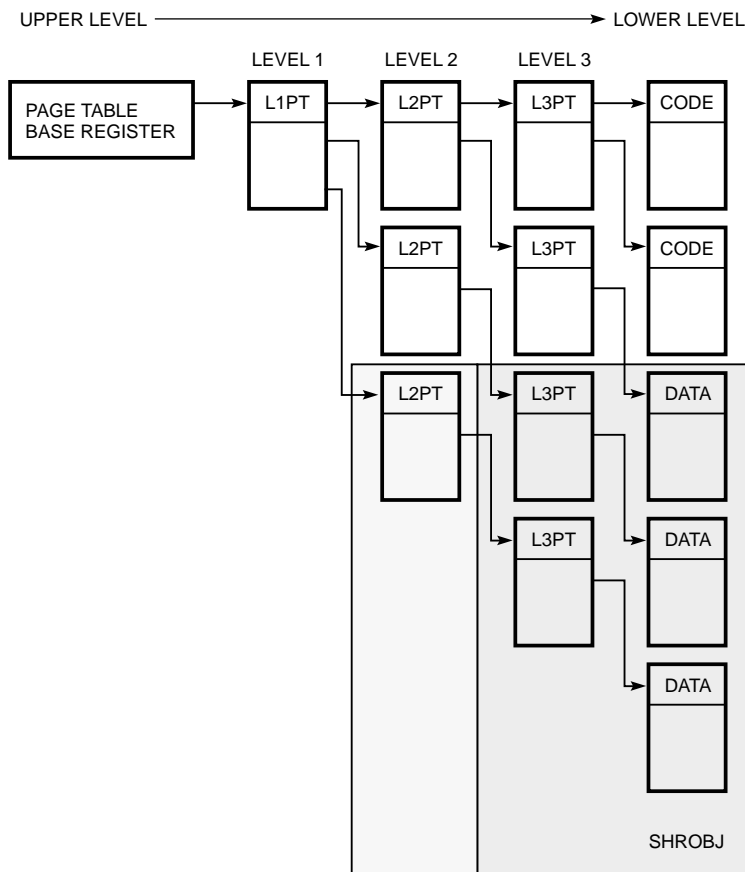 UPPER LEVEL LOWER LEVEL
LEVEL 1 LEVEL 2 LEVEL 3
PAGE TABLE
BASE REGISTER
L1PT L2PT L3PT CODE
L2PT L3PT CODE
L2PT L3PT DATA
L3PT DATA
DATA
SHROBJ